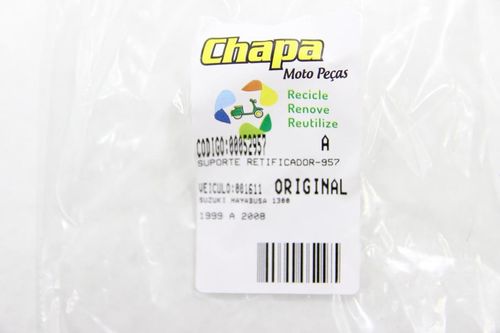 Chapa
Moto Peças
Recicle
Renove
Reutilize
CODIGO:00052957 A
SUPORTE RETIFICADOR-957
VEICULO:001611 ORIGINAL
SUZUKI HAYABUSA 1300
1999 A 2008